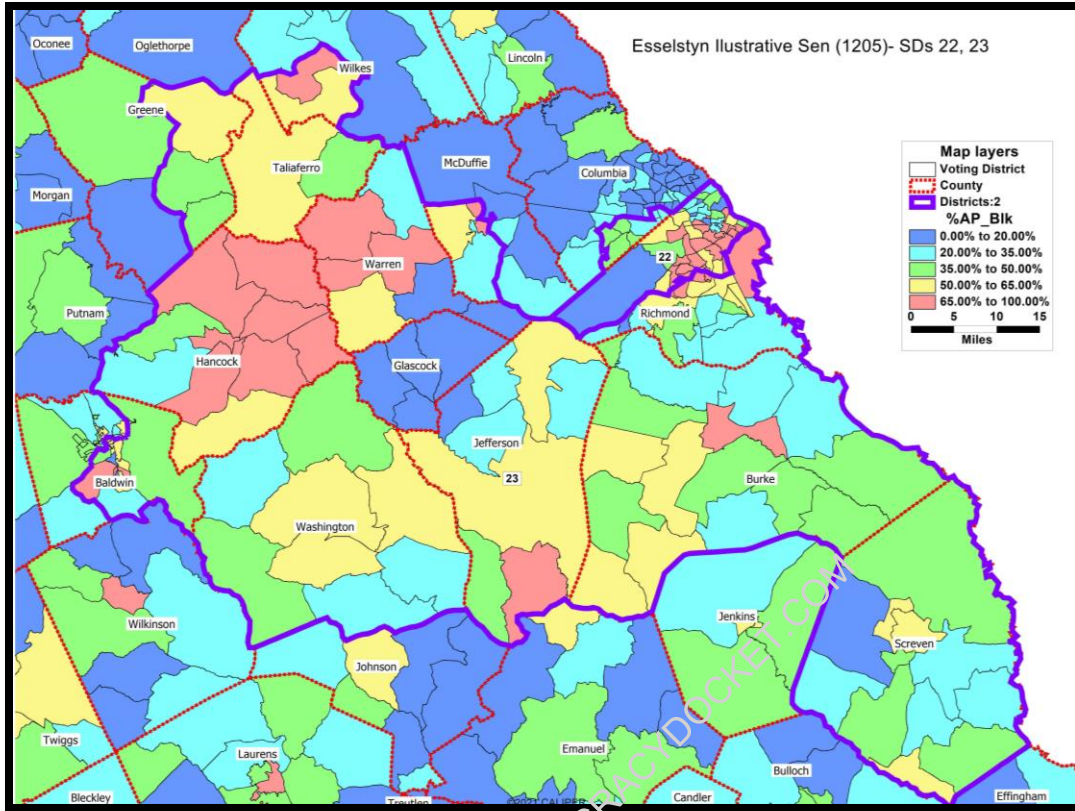 Esselstyn Ilustrative Sen (1205)- SDs 22, 23
Oconee
Oglethorpe
Wilkes
Lincoln
Greene
Taliaferro
McDuffie
Columbia
Morgan
Map layers
Voting District
County
Districts:2
%AP_Blk
0.00% to 20.00%
20.00% to 35.00%
35.00% to 50.00%
50.00% to 65.00%
65.00% to 100.00%
0 5 10 15
Miles
Warren
22
Putnam
Richmond
Hancock
Glascock
Jefferson
23
Baldwin
Burke
Washington
Wilkinson
Jenkins
Screven
Johnson
Twiggs
Laurens
Emanuel
Bulloch
Bleckley
Treutlen
©2021 CALIPER
Candler
Effingham
RACYDOCKET.COM